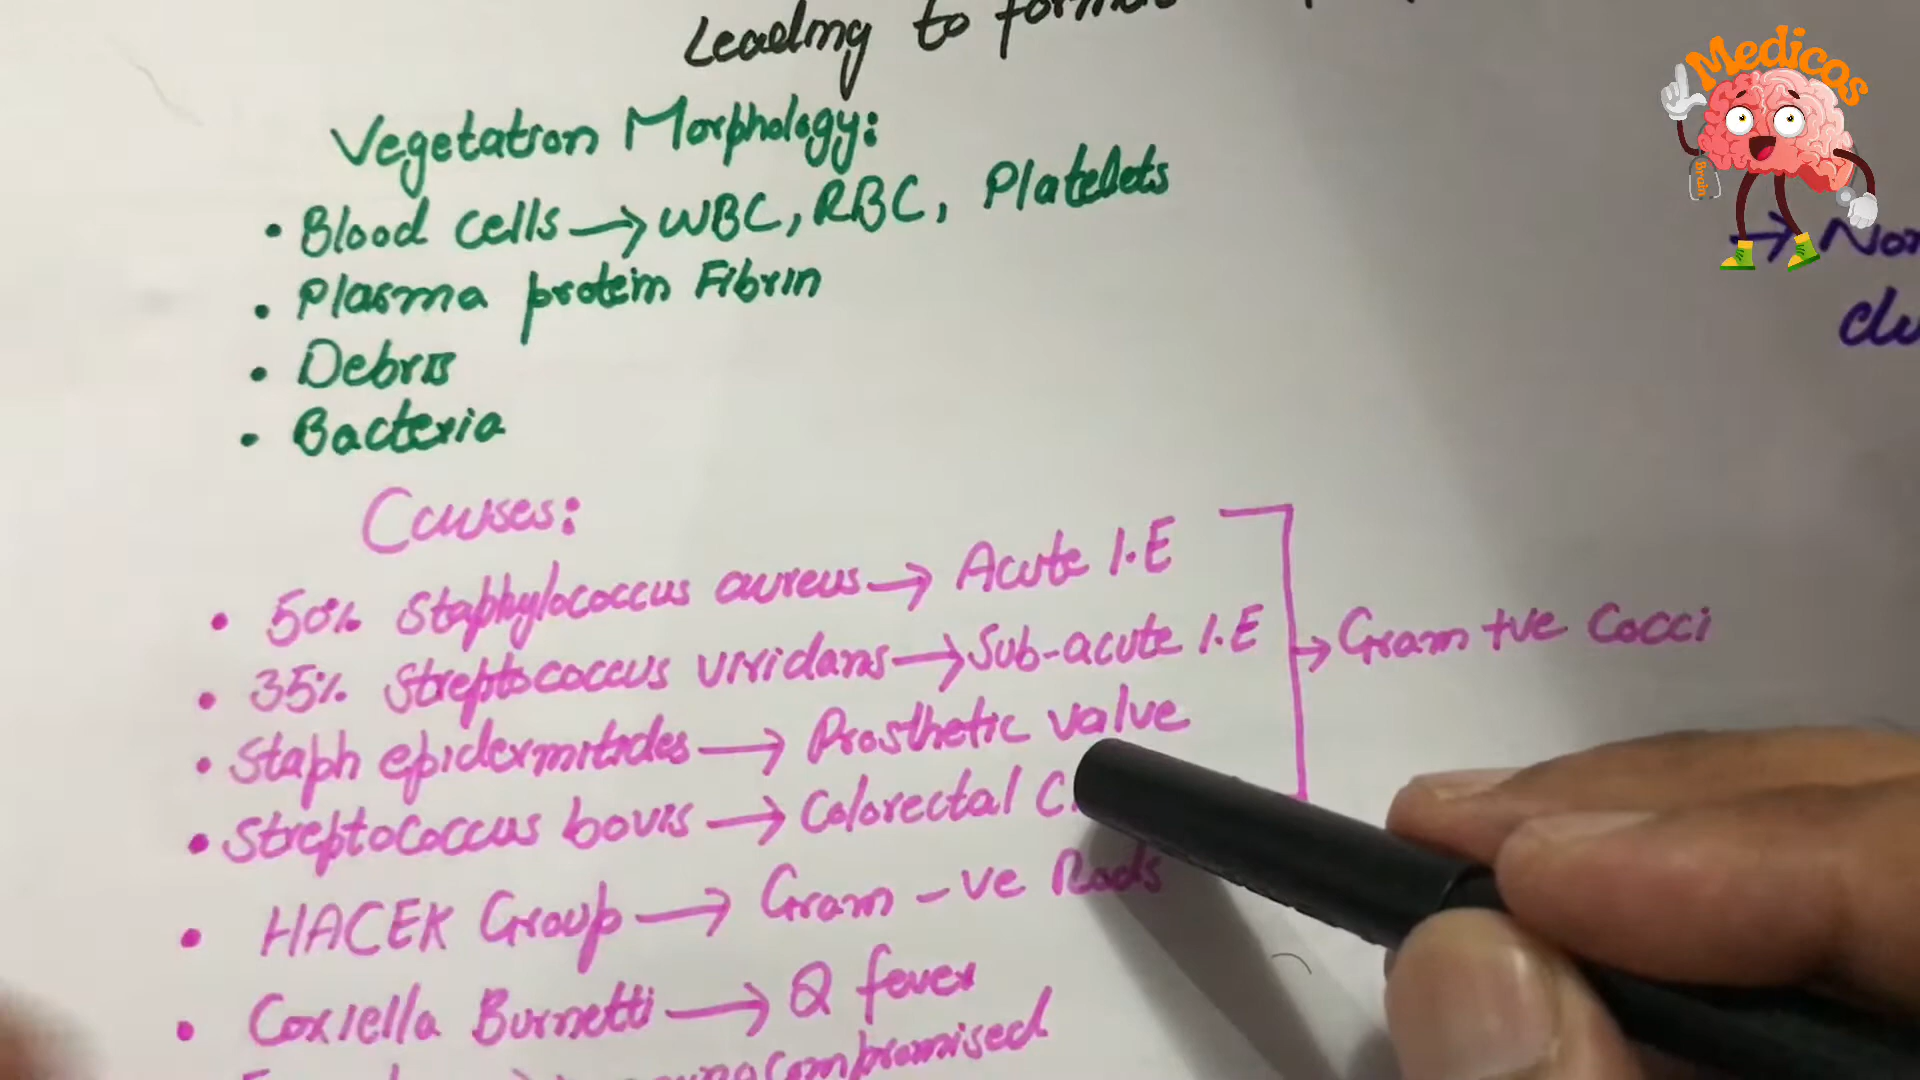 Leading to
Medicos
Brain
Vegetation Morphology:
• Blood cells → WBC, RBC, Platelets
• Plasma protein Fibrin
• Debris
• Bacteria
Causes:
• 50% Staphylococcus aureus → Acute I.E
• 35% Streptococcus viridans → Sub-acute I.E
→ Gram +ve Cocci
• Staph epidermitides → Prosthetic valve
• Streptococcus bovis → Colorectal
• HACEK Group → Gram -ve Rods
• Coxiella Burnetti → Q fever